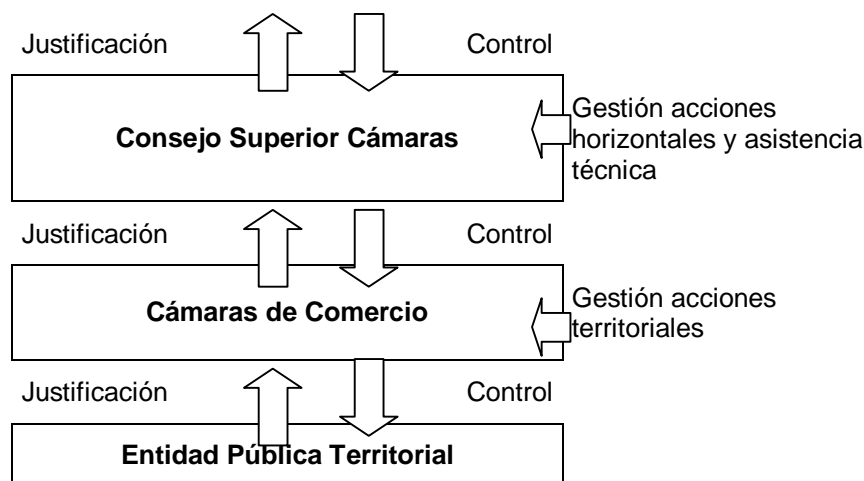 Justificación Control
Consejo Superior Cámaras
Gestión acciones
horizontales y asistencia
técnica
Justificación Control
Cámaras de Comercio
Gestión acciones
territoriales
Justificación Control
Entidad Pública Territorial